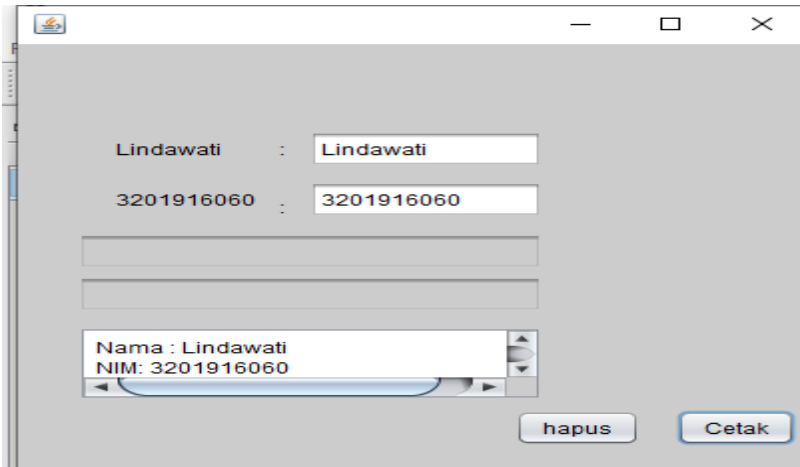 Lindawati : Lindawati
3201916060 : 3201916060
Nama : Lindawati
NIM: 3201916060
hapus Cetak